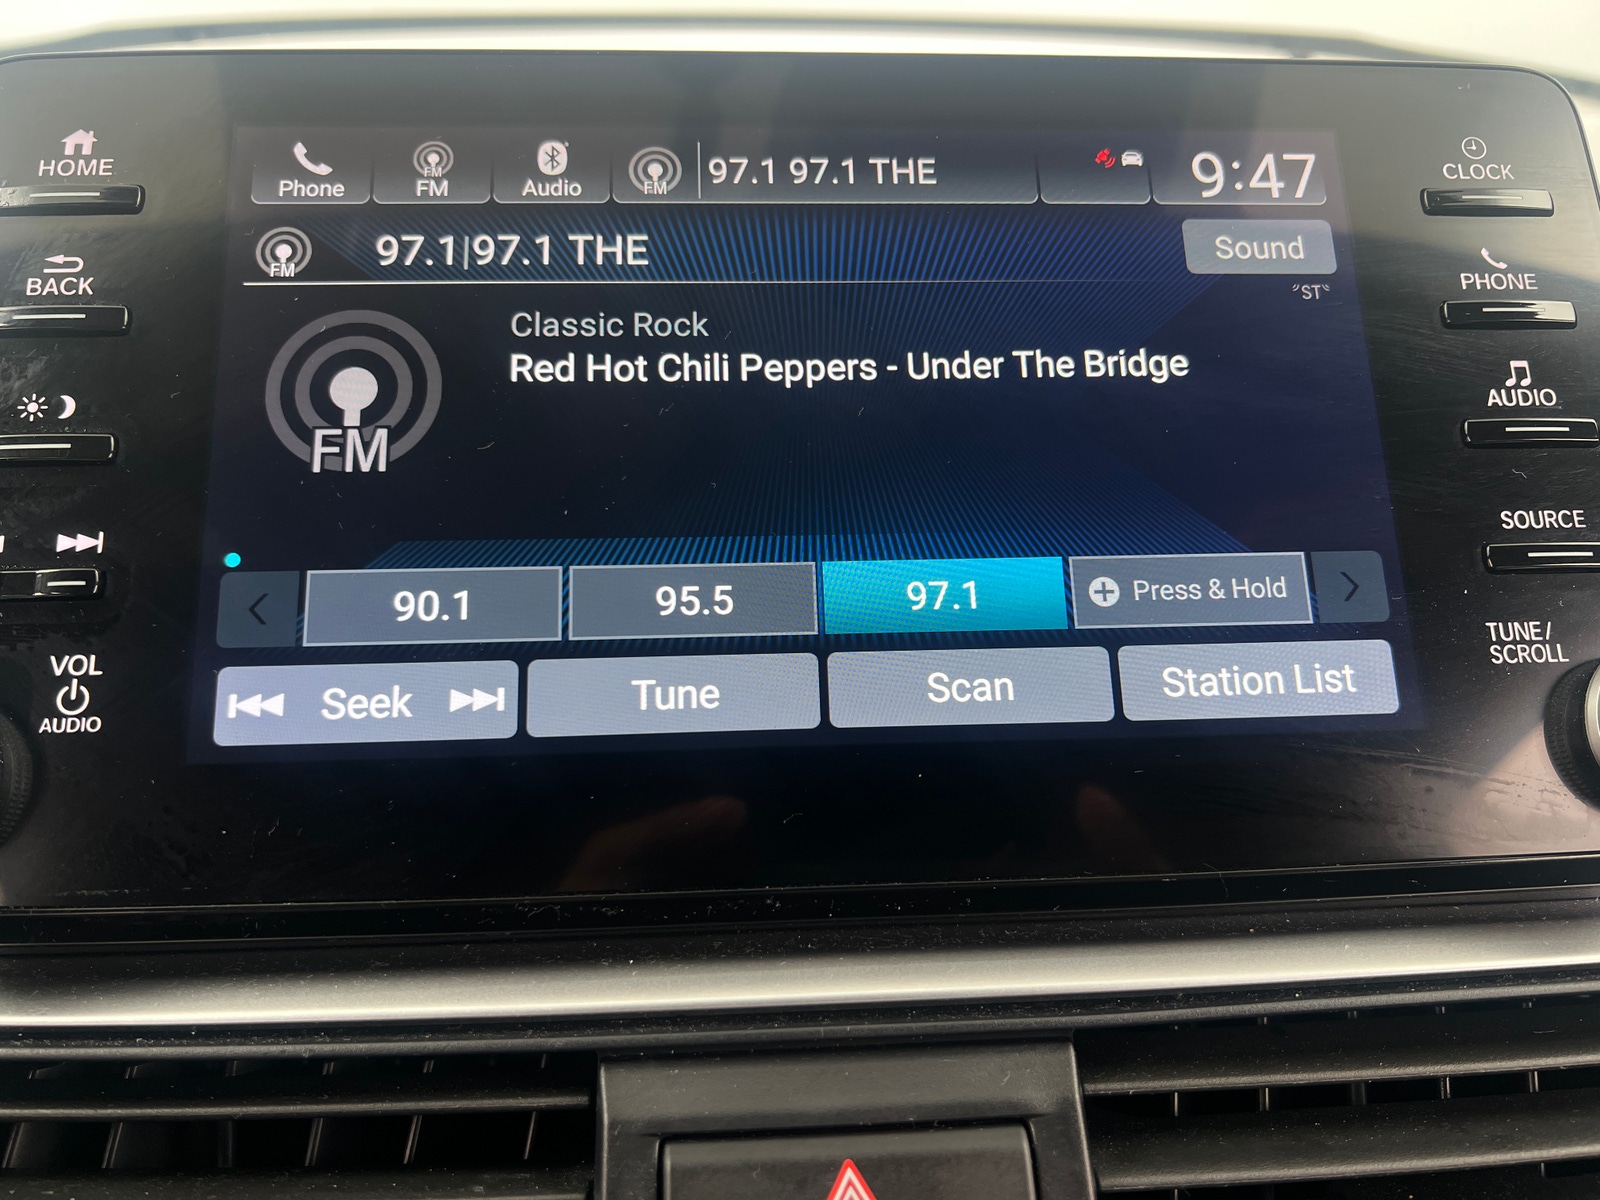 HOME
Phone
FM
FM
Audio
FM
97.1 97.1 THE
9:47
CLOCK
BACK
FM
97.1|97.1 THE
Sound
PHONE
"ST"
Classic Rock
Red Hot Chili Peppers - Under The Bridge
FM
AUDIO
SOURCE
90.1
95.5
97.1
Press & Hold
VOL
AUDIO
Seek
Tune
Scan
Station List
TUNE/
SCROLL